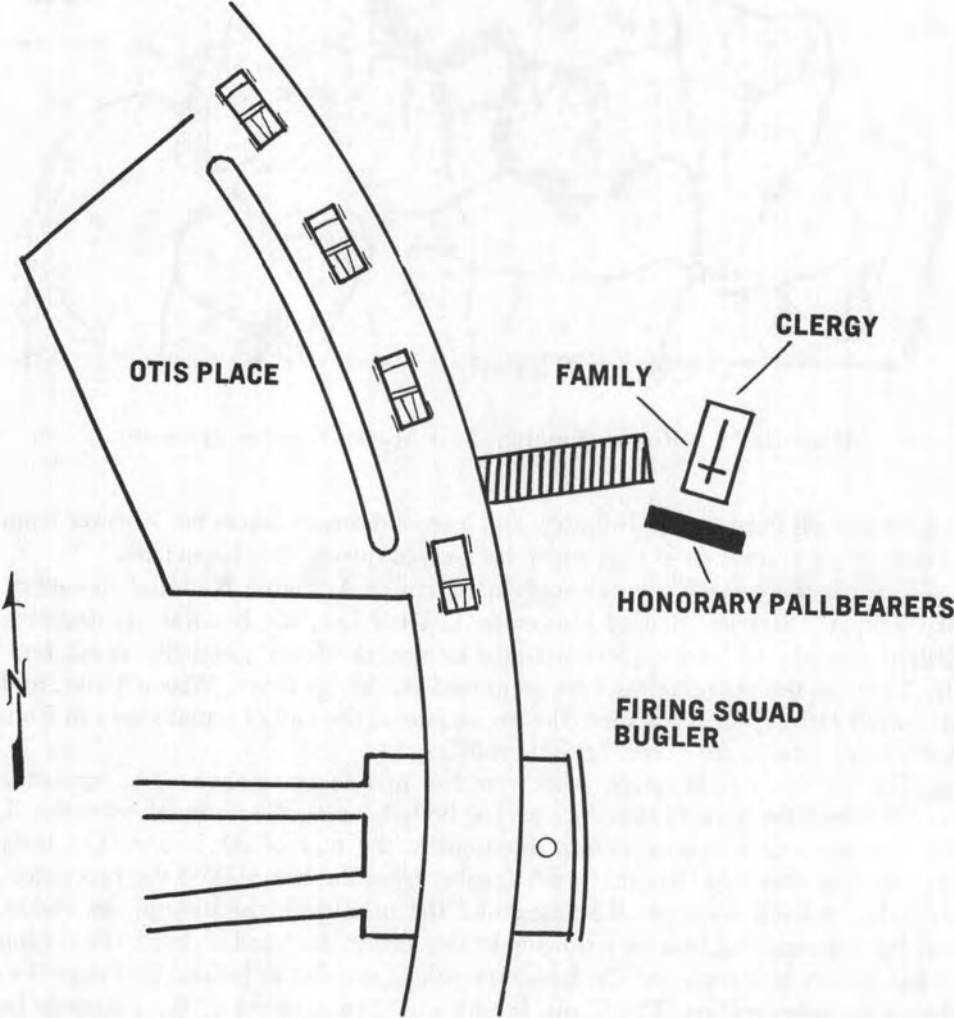 CLERGY
FAMILY
OTIS PLACE
HONORARY PALLBEARERS
N
FIRING SQUAD
BUGLER